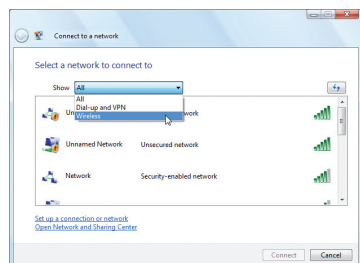 Connect to a network
Select a network to connect to
Show All
All
Dial-up and VPN
Wireless
Un work
Unnamed Network Unsecured network
Network Security-enabled network
Set up a connection or network
Open Network and Sharing Center
Connect Cancel